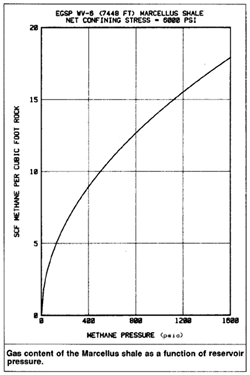 EGSP WV-6 (7448 FT) MARCELLUS SHALE
NET CONFINING STRESS = 6000 PSI
SCF METHANE PER CUBIC FOOT ROCK
20
15
10
5
0
0 400 800 1200 1600
METHANE PRESSURE (psia)
Gas content of the Marcellus shale as a function of reservoir
pressure.